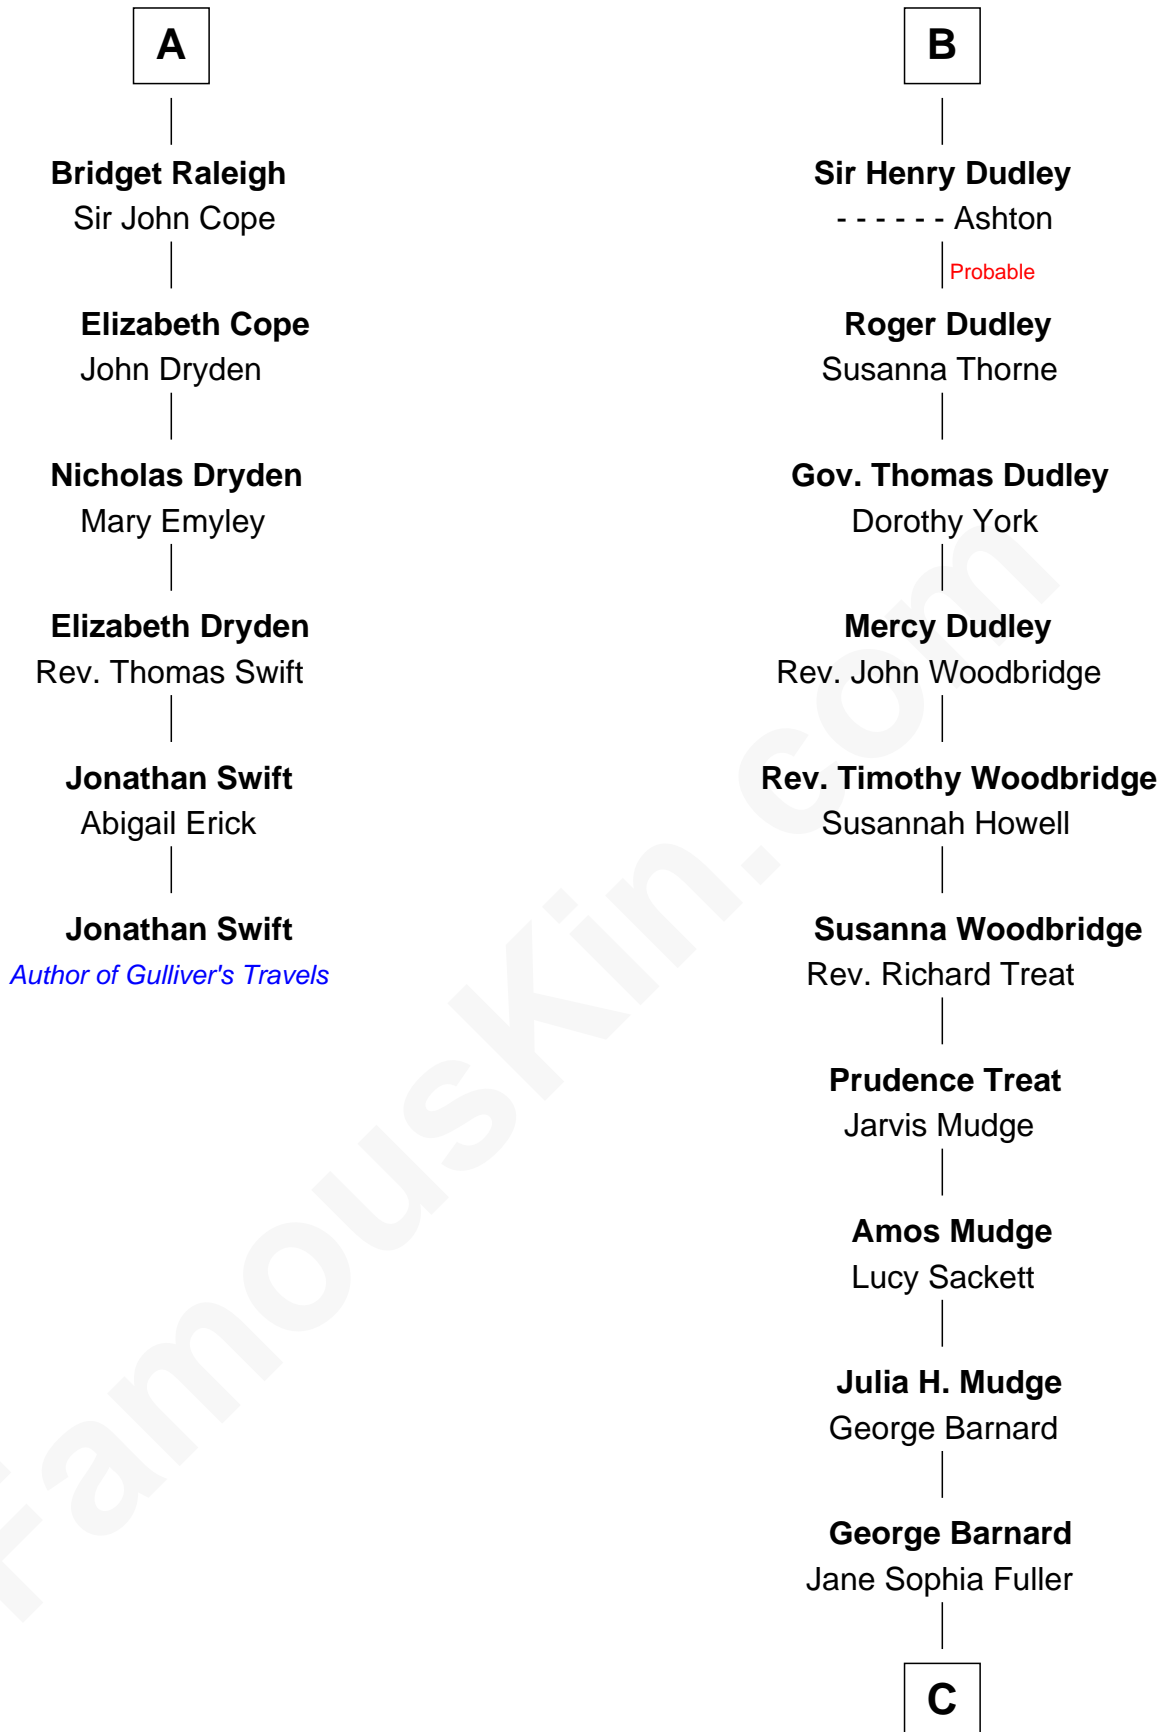 A
Bridget Raleigh
Sir John Cope
Elizabeth Cope
John Dryden
Nicholas Dryden
Mary Emyley
Elizabeth Dryden
Rev. Thomas Swift
Jonathan Swift
Abigail Erick
Jonathan Swift
Author of Gulliver's Travels
B
Sir Henry Dudley
- - - - - - Ashton
Probable
Roger Dudley
Susanna Thorne
Gov. Thomas Dudley
Dorothy York
Mercy Dudley
Rev. John Woodbridge
Rev. Timothy Woodbridge
Susannah Howell
Susanna Woodbridge
Rev. Richard Treat
Prudence Treat
Jarvis Mudge
Amos Mudge
Lucy Sackett
Julia H. Mudge
George Barnard
George Barnard
Jane Sophia Fuller
C
FamousKin.com